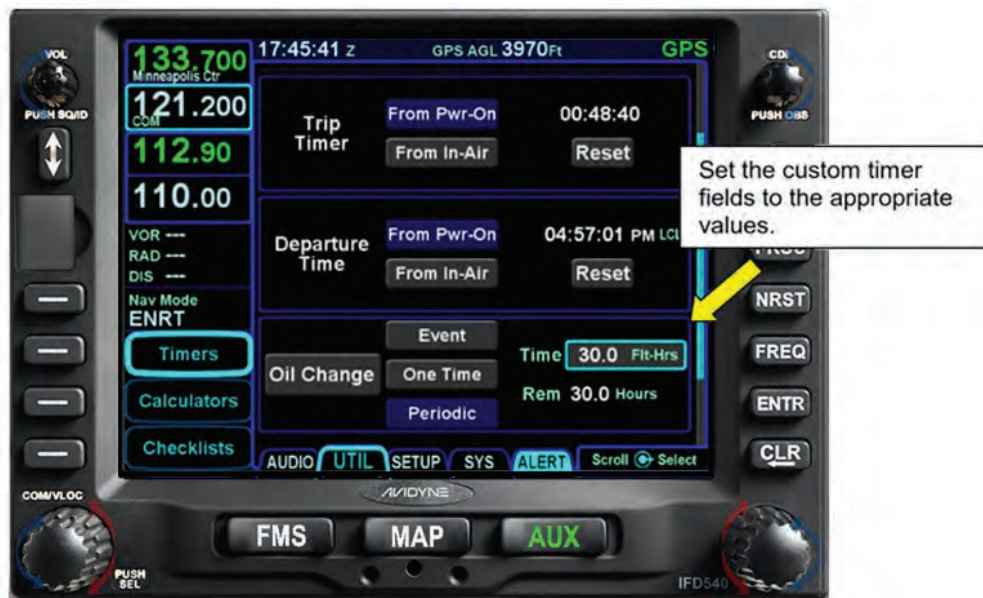 VOL
PUSH SQ/ID
133.700
Minneapolis Ctr
121.200
COM
112.90
110.00
VOR ---
RAD ---
DIS ---
Nav Mode
ENRT
Timers
Calculators
Checklists
17:45:41 Z GPS AGL 3970Ft GPS
Trip
Timer
From Pwr-On
From In-Air
00:48:40
Reset
Departure
Time
From Pwr-On
From In-Air
04:57:01 PM LCL
Reset
Oil Change
Event
One Time
Periodic
Time 30.0 Flt-Hrs
Rem 30.0 Hours
AUDIO UTIL SETUP SYS ALERT Scroll Select
CDI
PUSH OBS
Set the custom timer
fields to the appropriate
values.
NRST
FREQ
ENTR
CLR
COM/VLOC
PUSH
SEL
AVIDYNE
FMS MAP AUX
IFD540